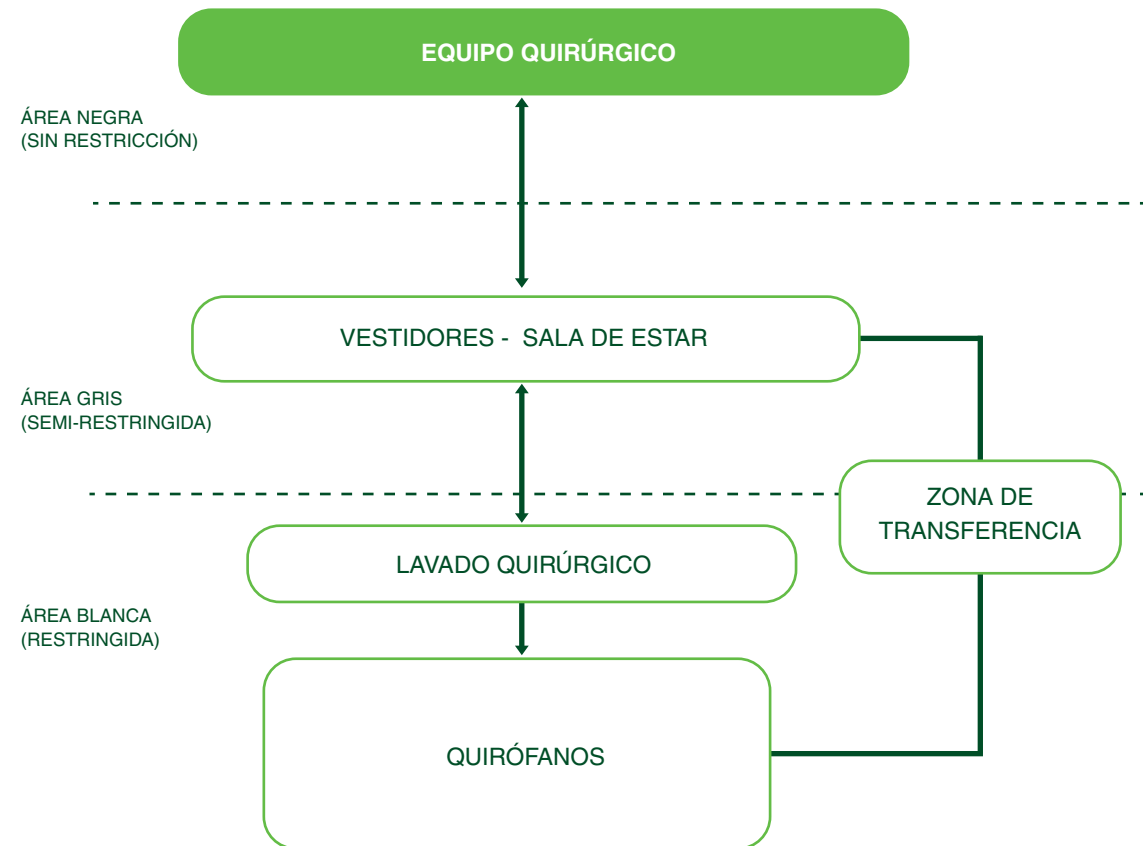 EQUIPO QUIRÚRGICO
ÁREA NEGRA
(SIN RESTRICCIÓN)
VESTIDORES - SALA DE ESTAR
ÁREA GRIS
(SEMI-RESTRINGIDA)
ZONA DE
TRANSFERENCIA
LAVADO QUIRÚRGICO
ÁREA BLANCA
(RESTRINGIDA)
QUIRÓFANOS